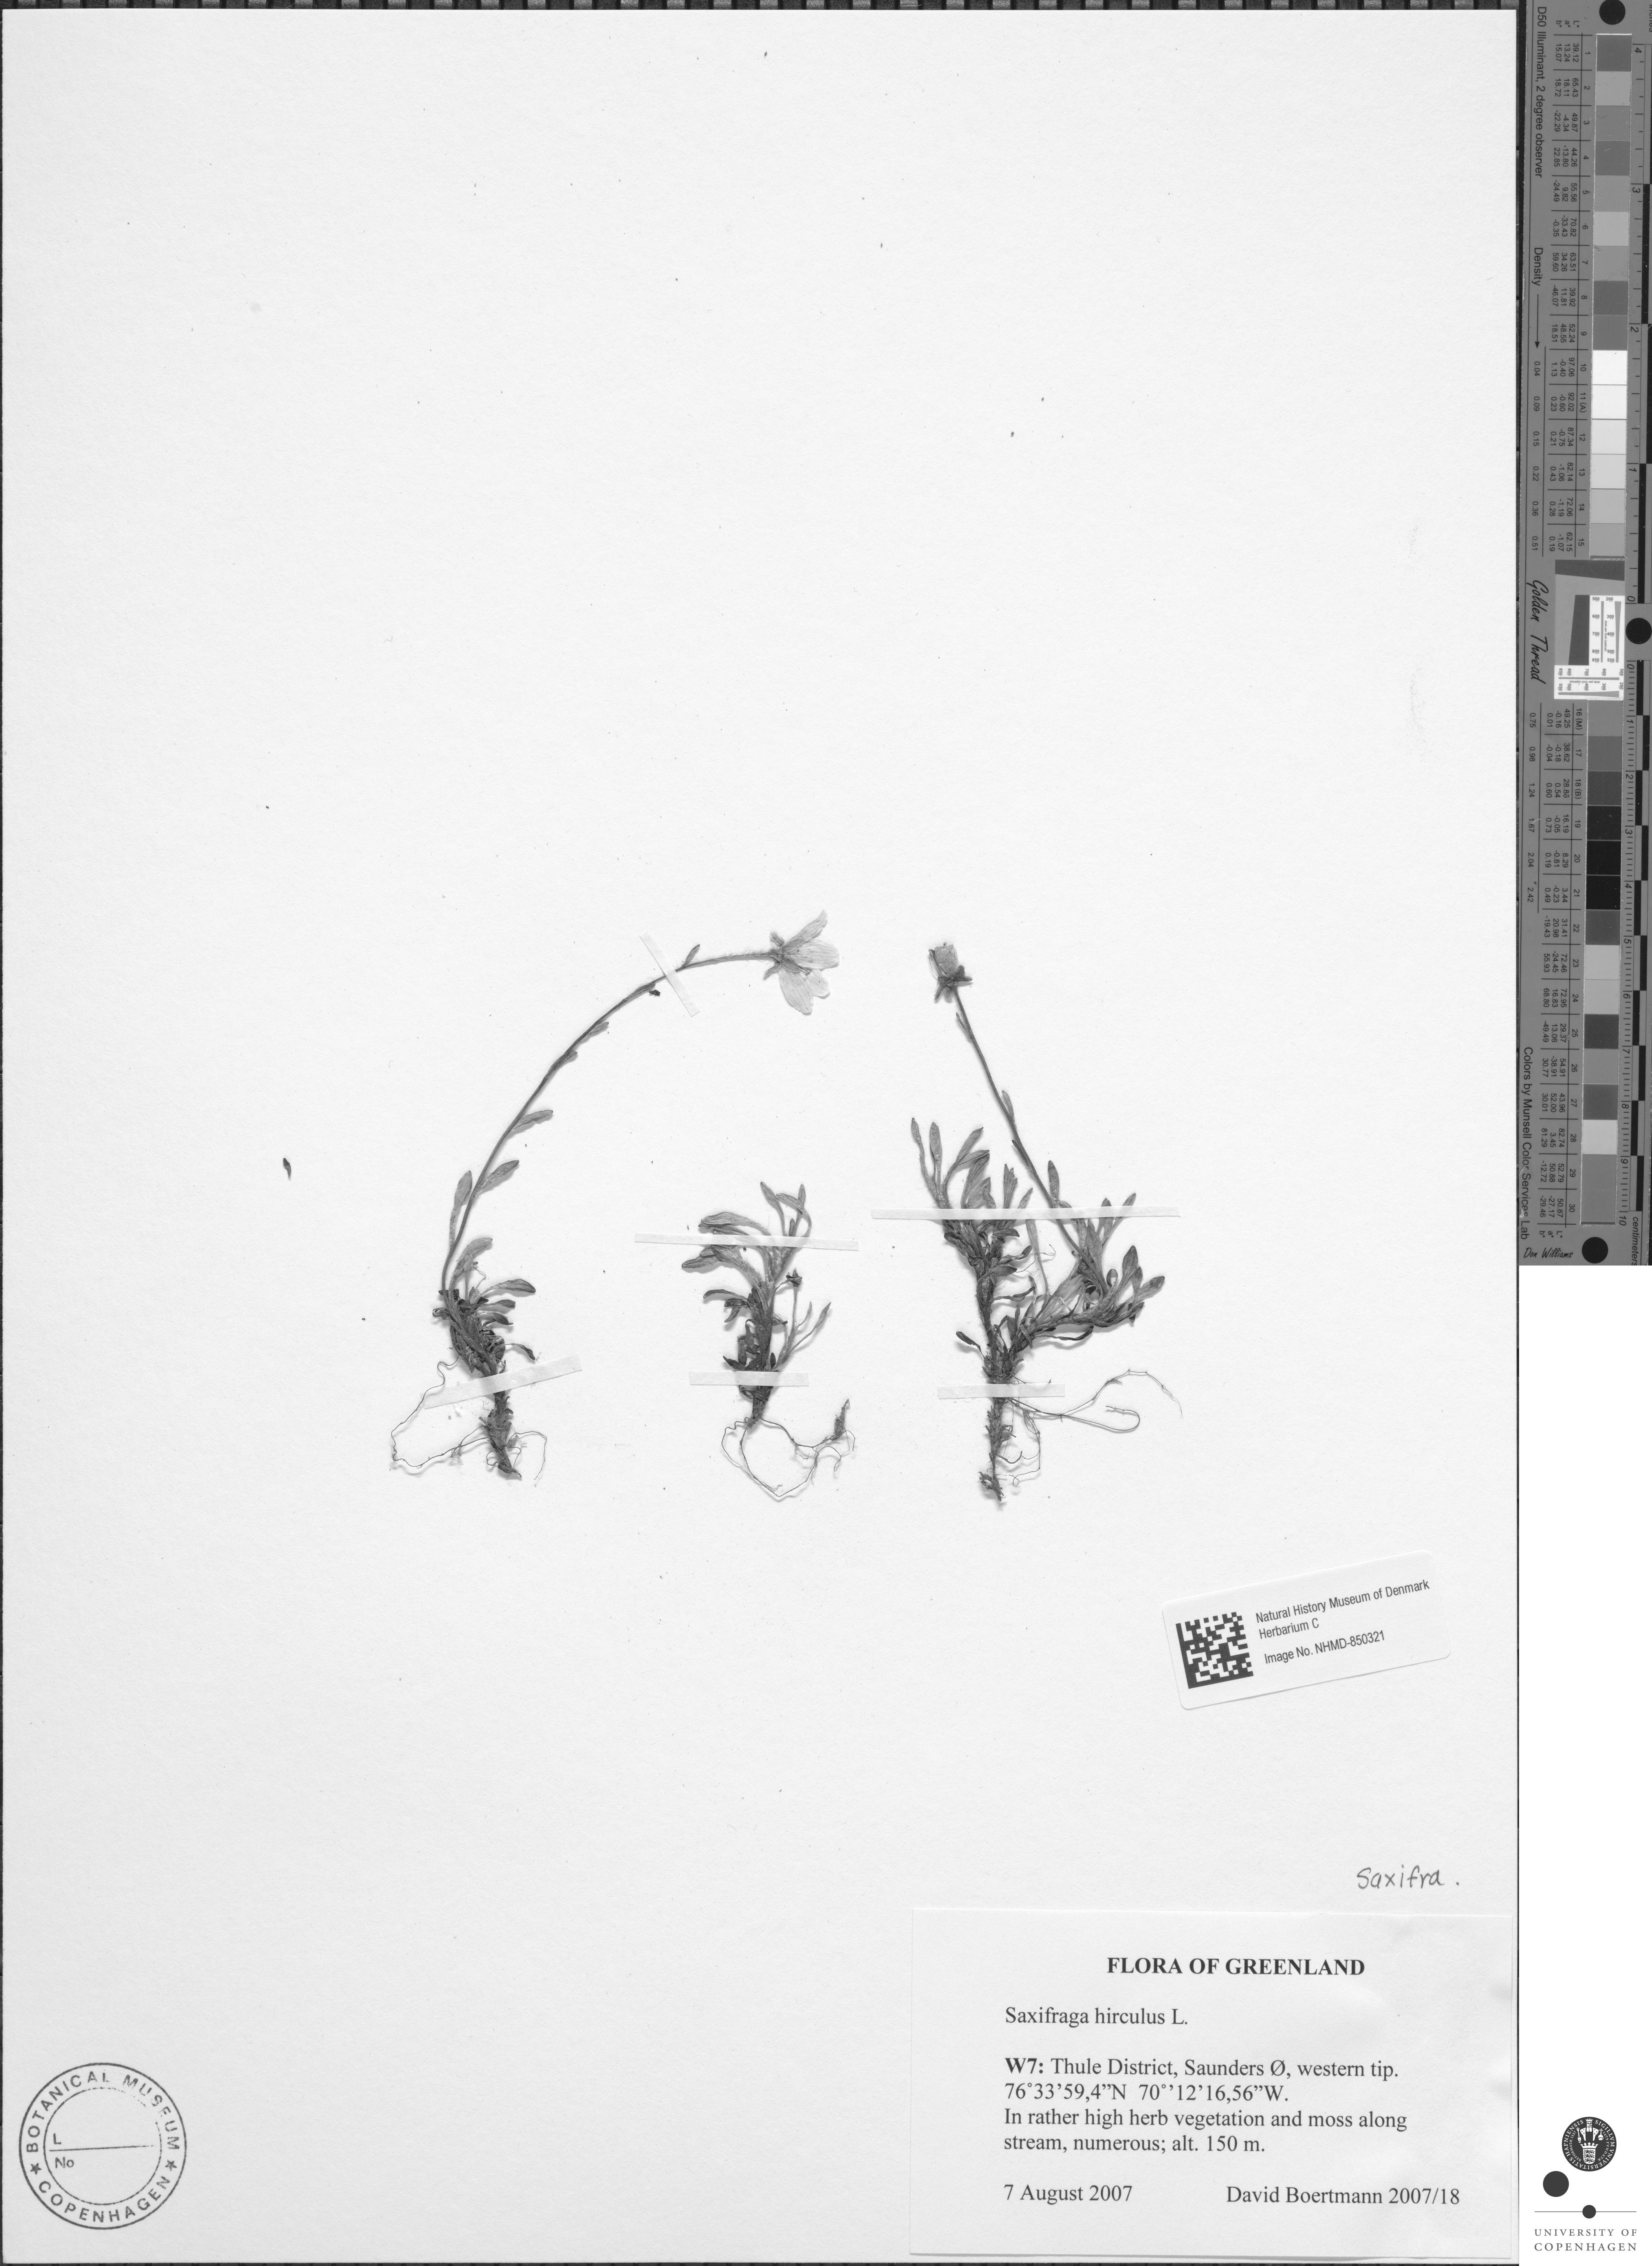 Natural History Museum of Denmark
Herbarium C
Image No. NHMD-850321
Saxifra.
FLORA OF GREENLAND
Saxifraga hirculus L.
W7: Thule District, Saunders Ø, western tip.
76°33’59,4”N 70°’12’16,56”W.
In rather high herb vegetation and moss along
stream, numerous; alt. 150 m.
7 August 2007 David Boertmann 2007/18
BOTANICAL MUSEUM
COPENHAGEN
L
No
D50 Illuminant, 2 degree observer
Density
Golden Thread
Colors by Munsell Color Services Lab
Don Williams
centimeters
UNIVERSITY OF
COPENHAGEN